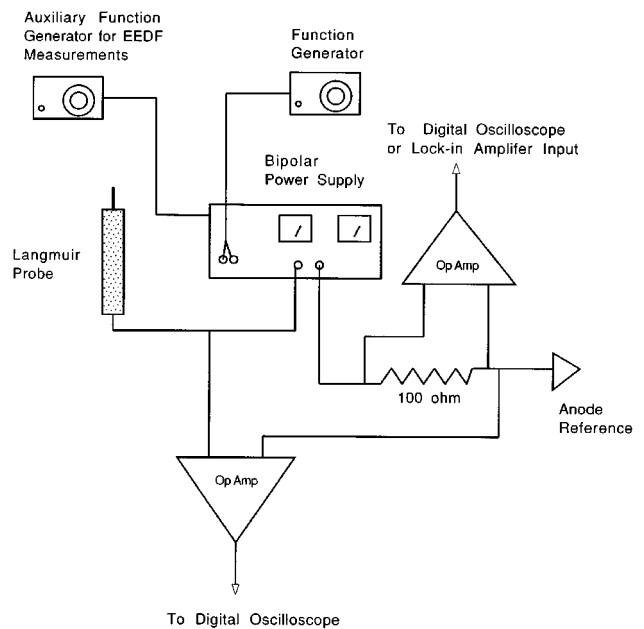 Auxiliary Function
Generator for EEDF
Measurements
Function
Generator
To Digital Oscilloscope
or Lock-in Amplifer Input
Bipolar
Power Supply
Langmuir
Probe
Op Amp
100 ohm
Anode
Reference
Op Amp
To Digital Oscilloscope